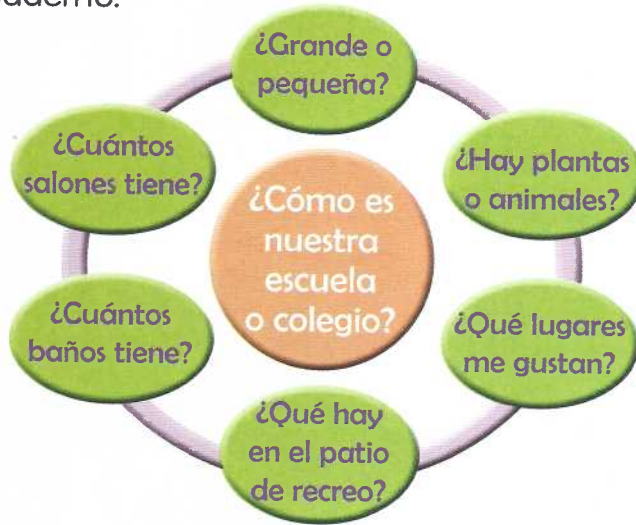 ¿Grande o
pequeña?
¿Hay plantas
o animales?
¿Qué lugares
me gustan?
¿Qué hay
en el patio
de recreo?
¿Cuántos
baños tiene?
¿Cuántos
salones tiene?
¿Cómo es
nuestra
escuela
o colegio?